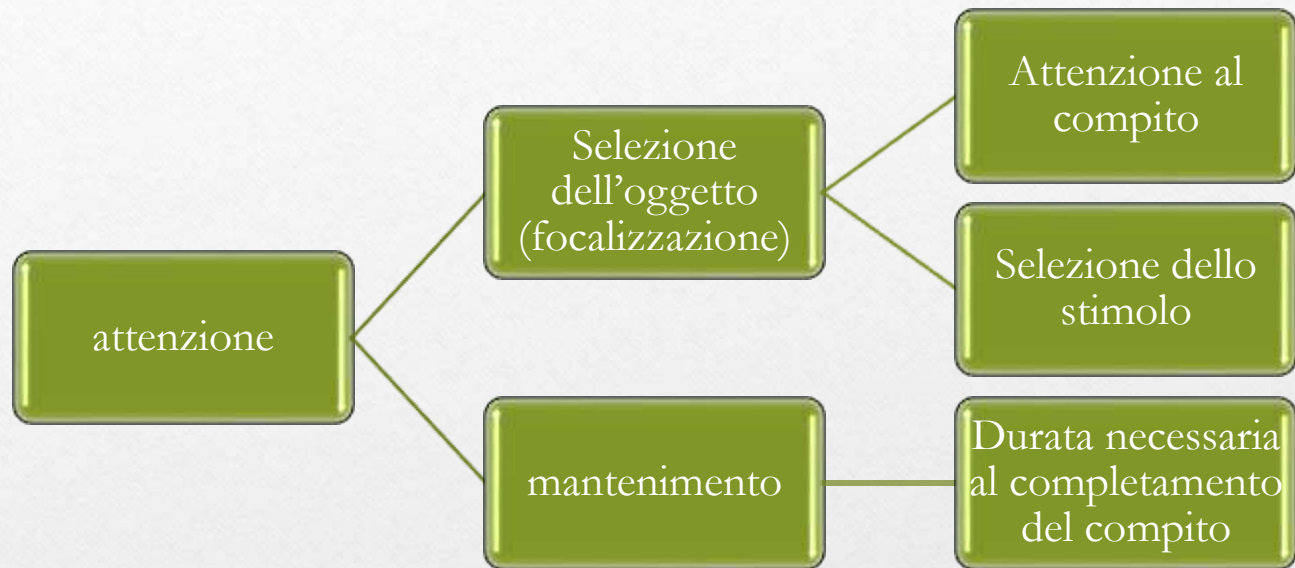 attenzione
Selezione
dell’oggetto
(focalizzazione)
Attenzione al
compito
Selezione dello
stimolo
mantenimento
Durata necessaria
al completamento
del compito